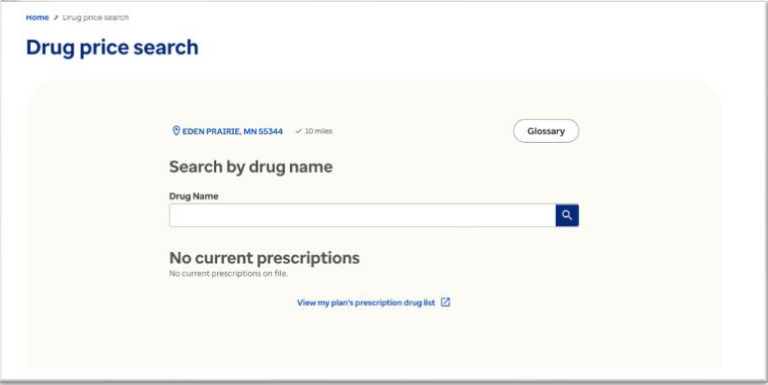 Home > Drug price search
Drug price search
EDEN PRAIRIE, MN 55344 ✓ 10 miles Glossary
Search by drug name
Drug Name
No current prescriptions
No current prescriptions on file.
View my plan's prescription drug list